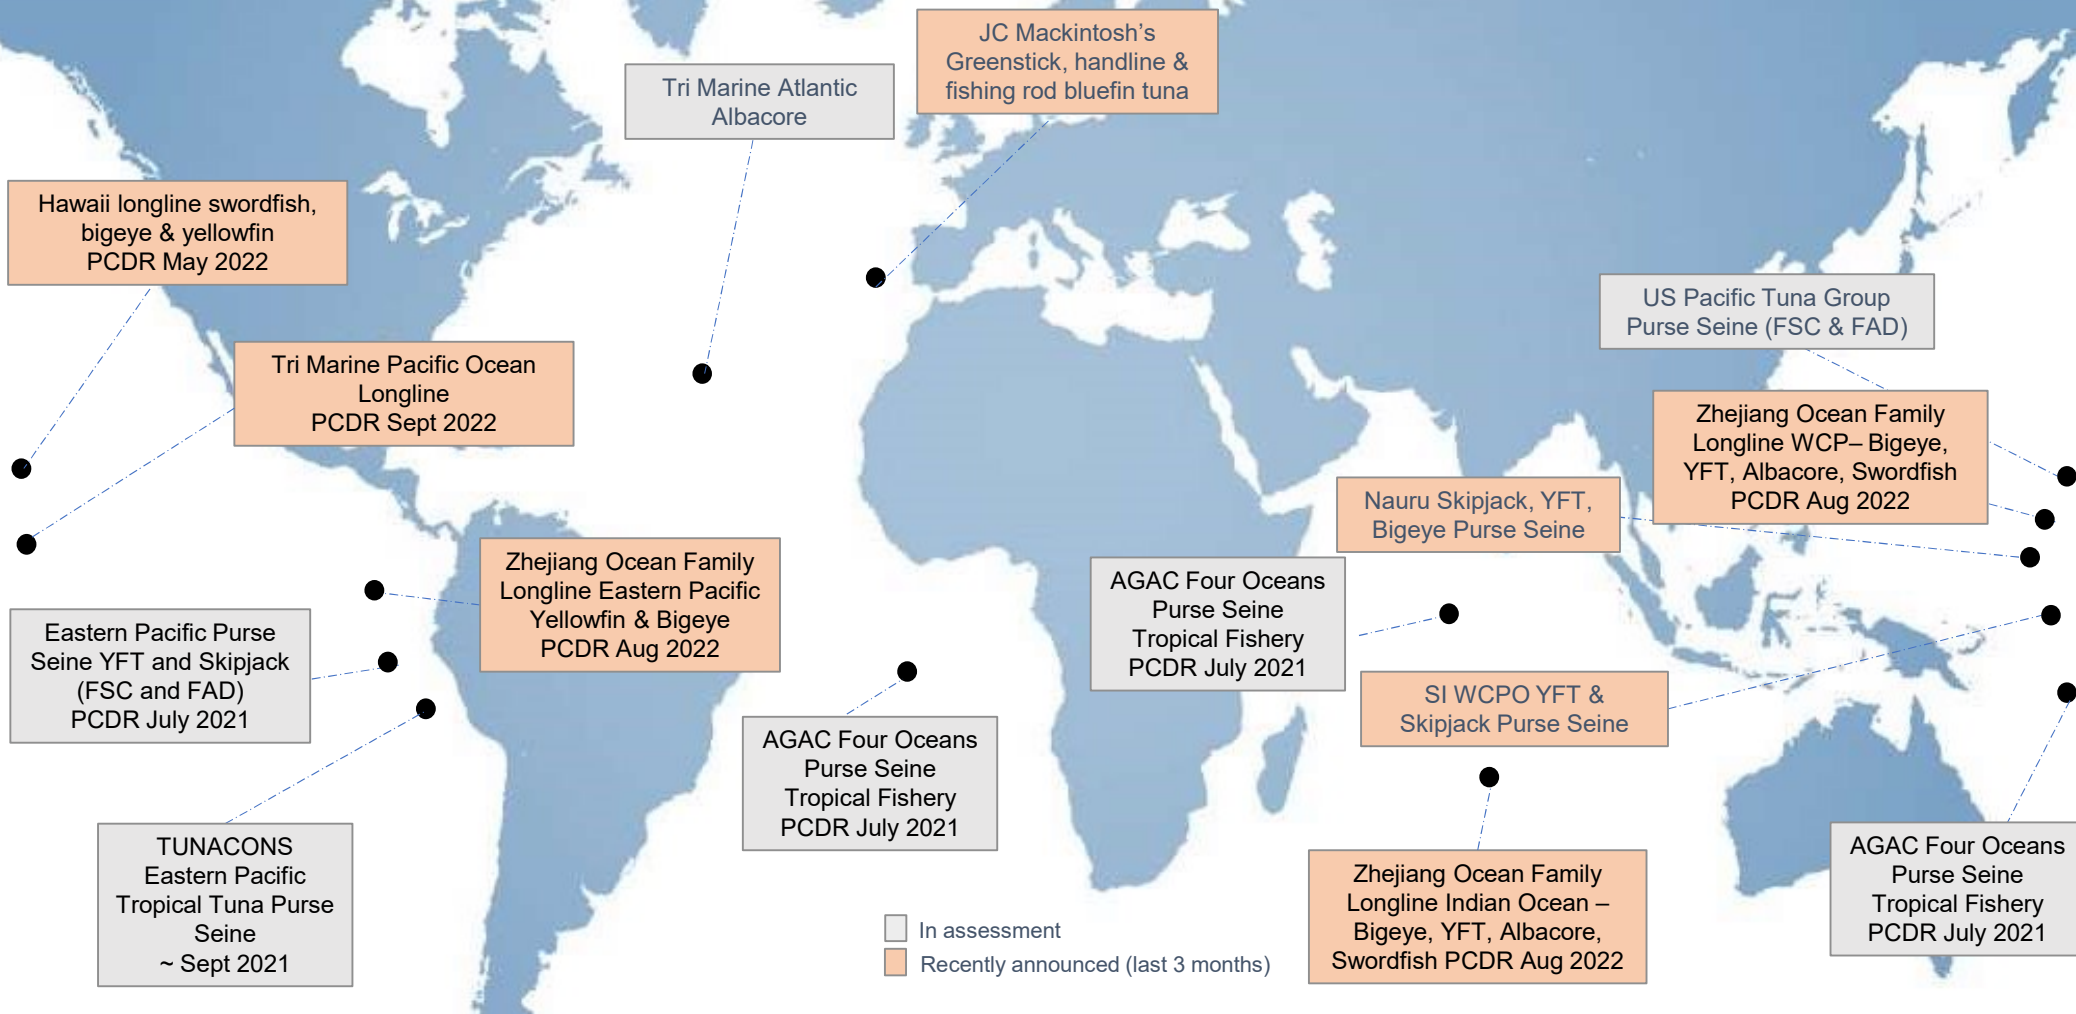 JC Mackintosh's
Greenstick, handline &
fishing rod bluefin tuna
Tri Marine Atlantic
Albacore
Hawaii longline swordfish,
bigeye & yellowfin
PCDR May 2022
US Pacific Tuna Group
Purse Seine (FSC & FAD)
Tri Marine Pacific Ocean
Longline
PCDR Sept 2022
Zhejiang Ocean Family
Longline WCP– Bigeye,
YFT, Albacore, Swordfish
PCDR Aug 2022
Nauru Skipjack, YFT,
Bigeye Purse Seine
Zhejiang Ocean Family
Longline Eastern Pacific
Yellowfin & Bigeye
PCDR Aug 2022
AGAC Four Oceans
Purse Seine
Tropical Fishery
PCDR July 2021
Eastern Pacific Purse
Seine YFT and Skipjack
(FSC and FAD)
PCDR July 2021
SI WCPO YFT &
Skipjack Purse Seine
AGAC Four Oceans
Purse Seine
Tropical Fishery
PCDR July 2021
TUNACONS
Eastern Pacific
Tropical Tuna Purse
Seine
~ Sept 2021
Zhejiang Ocean Family
Longline Indian Ocean –
Bigeye, YFT, Albacore,
Swordfish PCDR Aug 2022
AGAC Four Oceans
Purse Seine
Tropical Fishery
PCDR July 2021
In assessment
Recently announced (last 3 months)